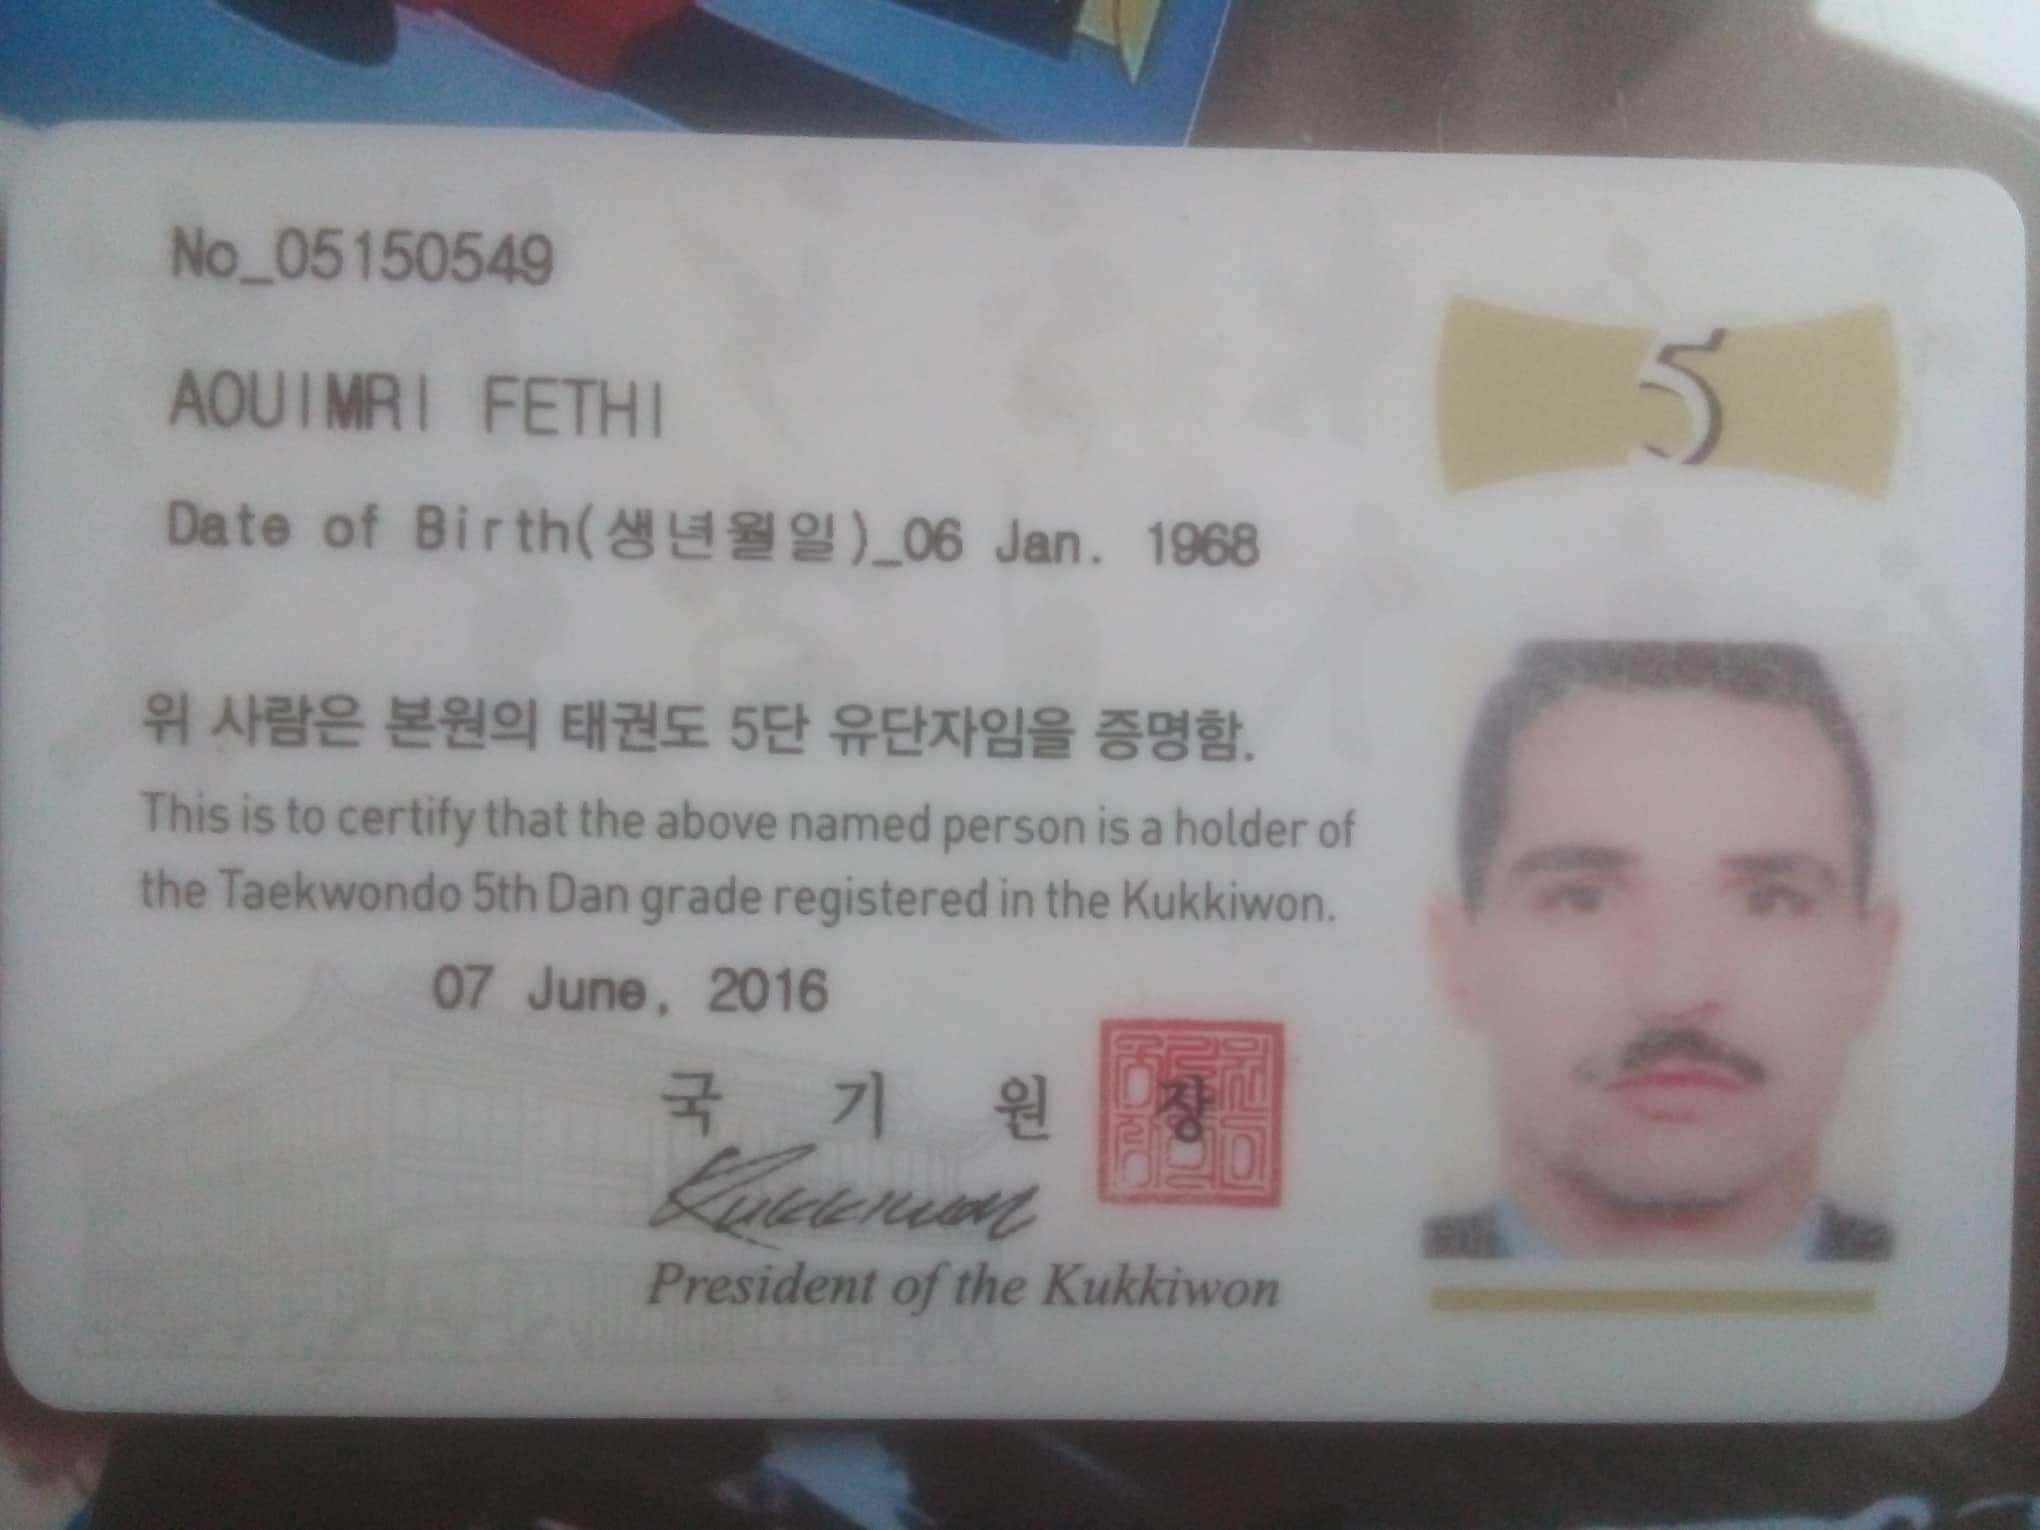 No_05150549
5
AOUIMRI FETHI
Date of Birth(생년월일)_06 Jan. 1968
위 사람은 본원의 태권도 5단 유단자임을 증명함.
This is to certify that the above named person is a holder of
the Taekwondo 5th Dan grade registered in the Kukkiwon.
07 June, 2016
국 기 원 장
Kukkiwon
President of the Kukkiwon